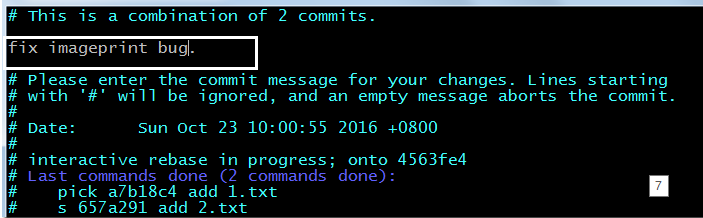 # This is a combination of 2 commits.
fix imageprint bug.
# Please enter the commit message for your changes. Lines starting
# with '#' will be ignored, and an empty message aborts the commit.
#
# Date:      Sun Oct 23 10:00:55 2016 +0800
#
# interactive rebase in progress; onto 4563fe4
# Last commands done (2 commands done):
#    pick a7b18c4 add 1.txt
#    s 657a291 add 2.txt
7